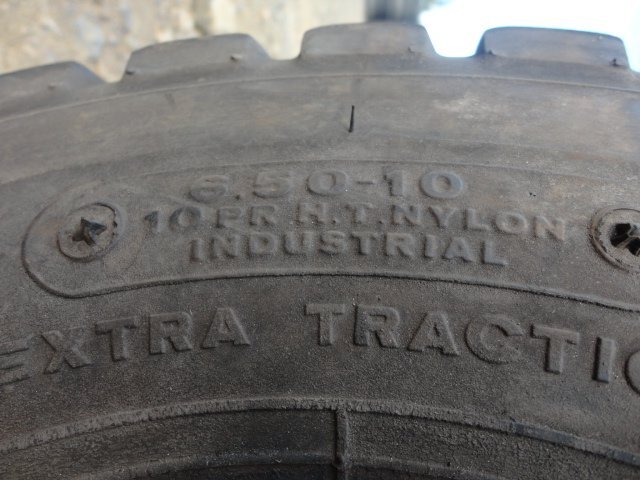 6.50-10
10 PR H.T. NYLON
INDUSTRIAL
EXTRA TRACTIO